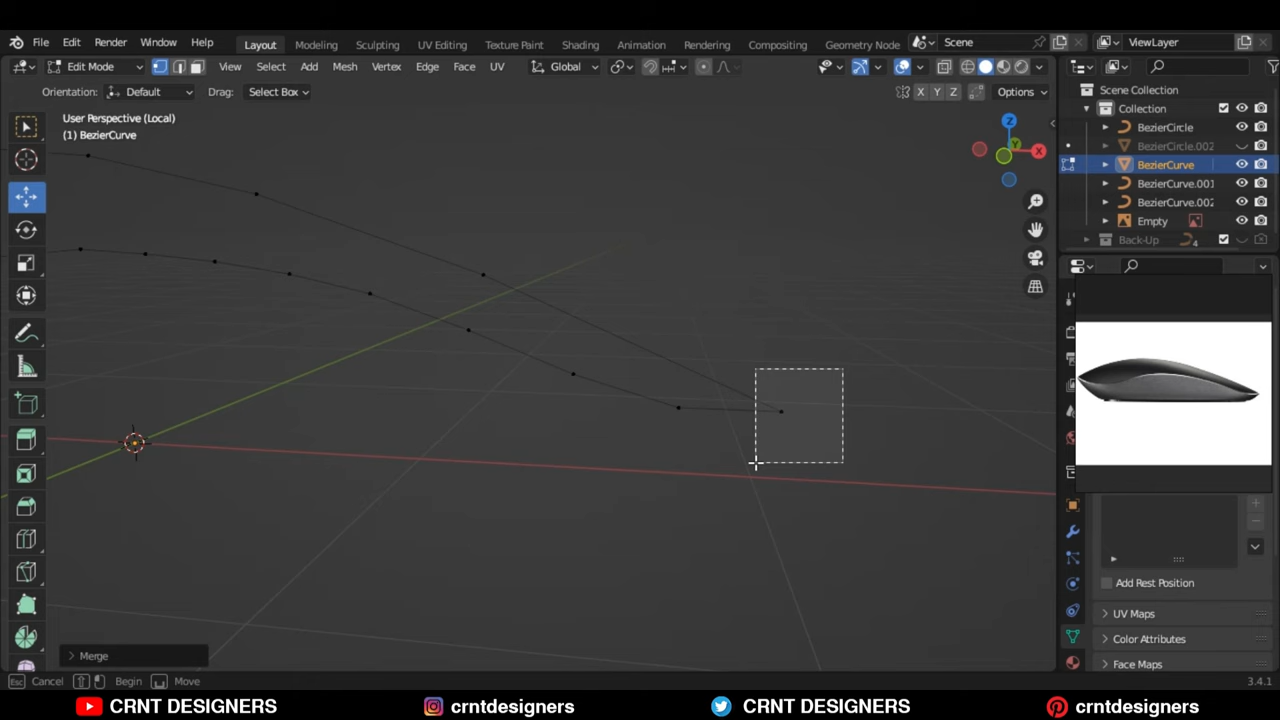 File Edit Render Window Help Layout Modeling Sculpting UV Editing Texture Paint Shading Animation Rendering Compositing Geometry Node Scene ViewLayer
Edit Mode View Select Add Mesh Vertex Edge Face UV Global
Orientation: Default Drag: Select Box X Y Z Options
Scene Collection
Collection
BezierCircle
BezierCircle.002
BezierCurve
BezierCurve.001
BezierCurve.002
Empty
Back-Up 4
User Perspective (Local)
(1) BezierCurve
Z
Y
X
Add Rest Position
UV Maps
Color Attributes
Face Maps
Merge
Esc Cancel Begin Move
3.4.1
CRNT DESIGNERS crntdesigners CRNT DESIGNERS crntdesigners